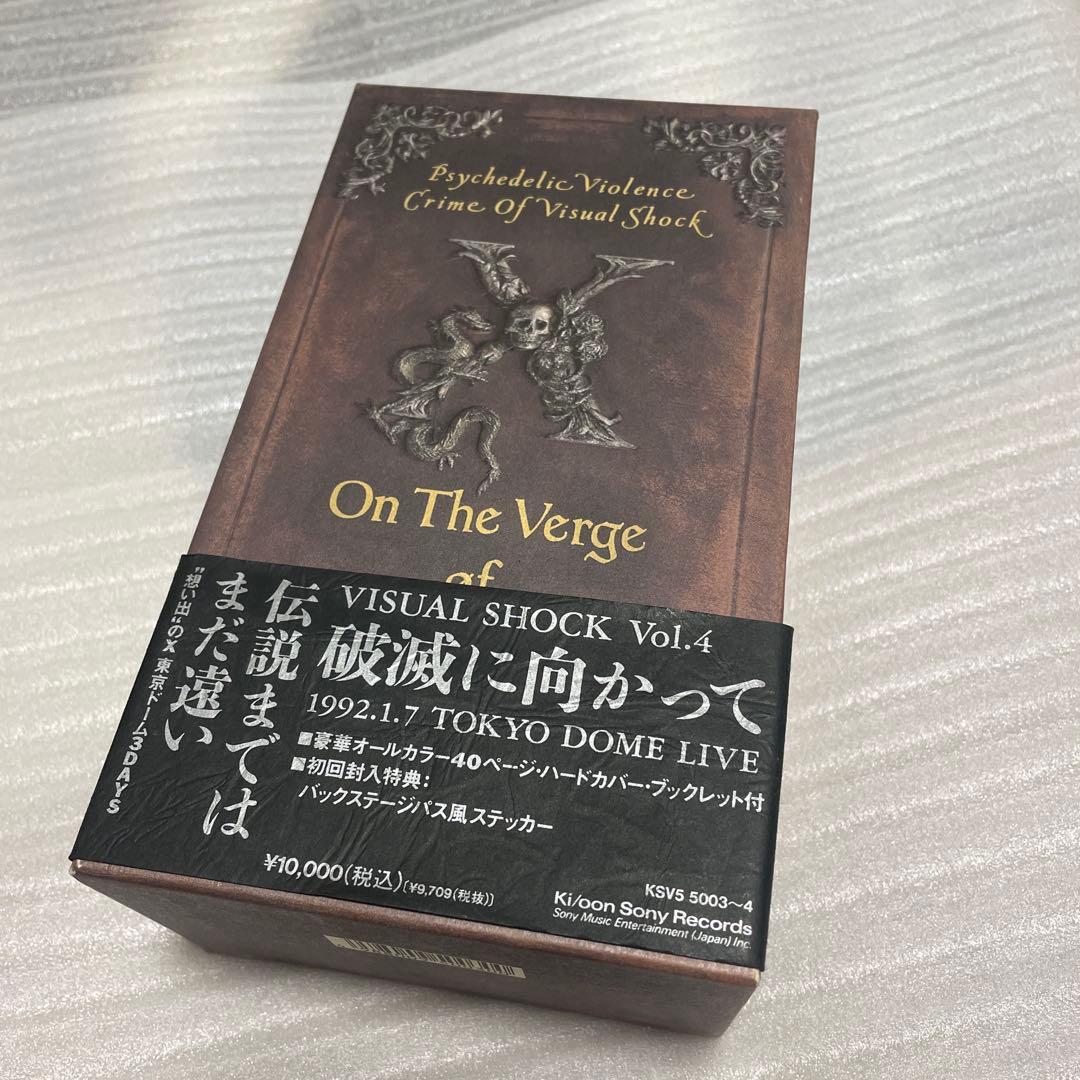 Psychedelic Violence
Crime Of Visual Shock
X
On The Verge
of
VISUAL SHOCK Vol.4
破滅に向かって
1992.1.7 TOKYO DOME LIVE
■豪華オールカラー40ページ・ハードカバー・ブックレット付
■初回封入特典:
バックステージパス風ステッカー
伝説までは
まだ遠い
"想い出"のX 東京ドーム3DAYS
¥10,000(税込)[¥9,709(税抜)]
KSV5 5003~4
Ki/oon Sony Records
Sony Music Entertainment (Japan) Inc.